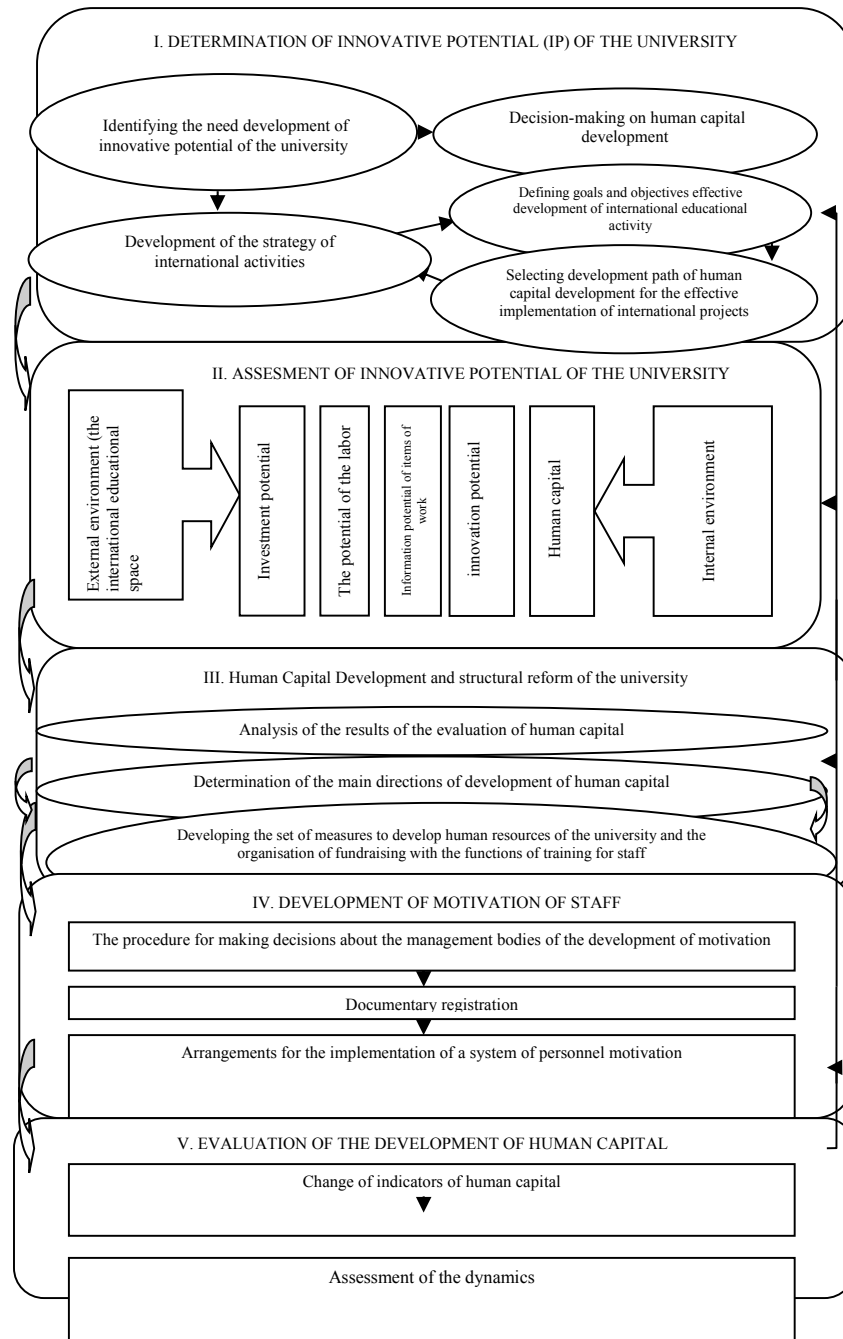 I. DETERMINATION OF INNOVATIVE POTENTIAL (IP) OF THE UNIVERSITY
Identifying the need development of
innovative potential of the university
Decision-making on human capital
development
Defining goals and objectives effective
development of international educational
activity
Development of the strategy of
international activities
Selecting development path of human
capital development for the effective
implementation of international projects
II. ASSESMENT OF INNOVATIVE POTENTIAL OF THE UNIVERSITY
External environment (the
international educational
space
Investment potential
The potential of the labor
Information potential of items of
work
innovation potential
Human capital
Internal environment
III. Human Capital Development and structural reform of the university
Analysis of the results of the evaluation of human capital
Determination of the main directions of development of human capital
Developing the set of measures to develop human resources of the university and the
organisation of fundraising with the functions of training for staff
IV. DEVELOPMENT OF MOTIVATION OF STAFF
The procedure for making decisions about the management bodies of the development of motivation
Documentary registration
Arrangements for the implementation of a system of personnel motivation
V. EVALUATION OF THE DEVELOPMENT OF HUMAN CAPITAL
Change of indicators of human capital
Assessment of the dynamics